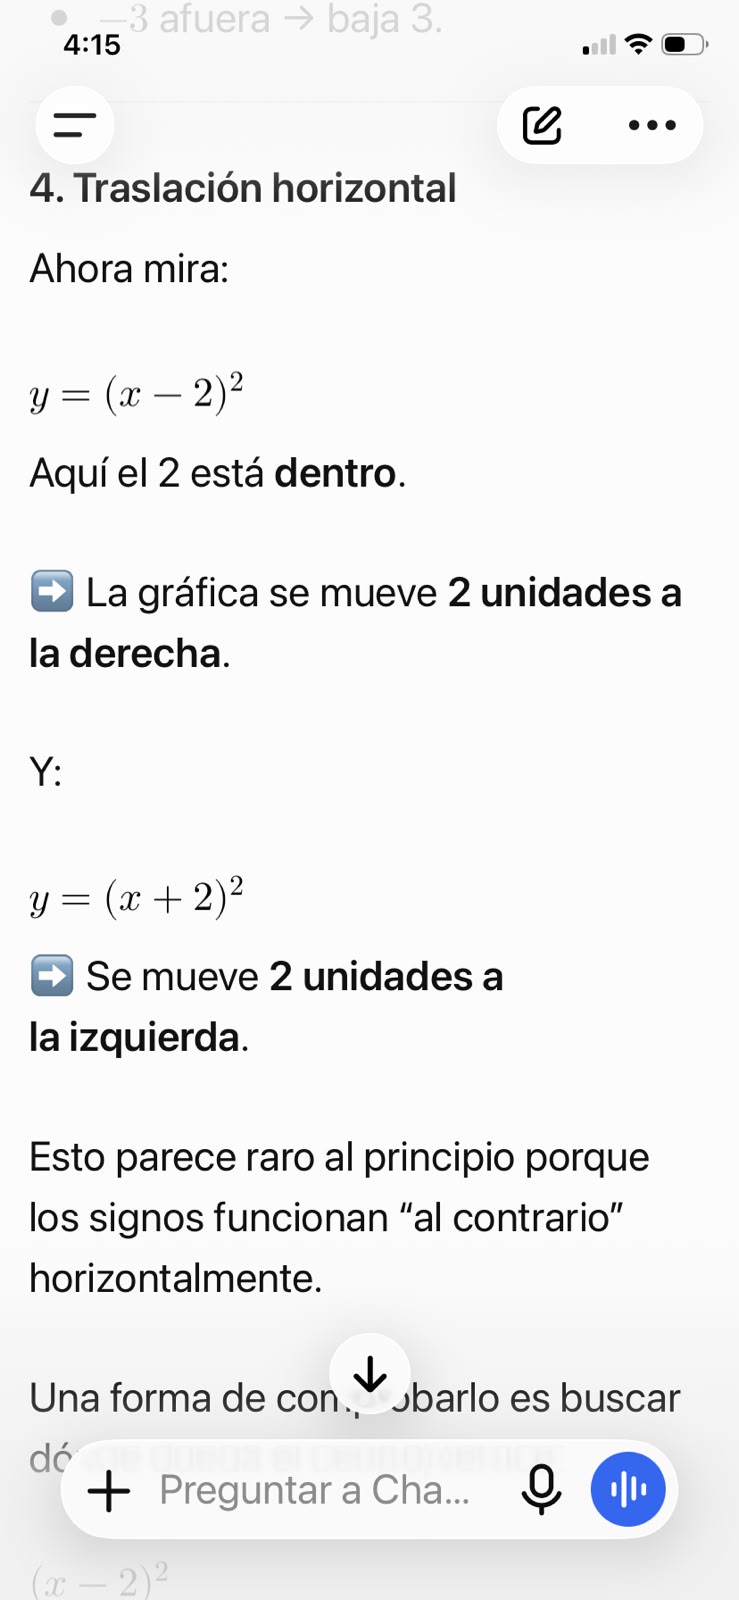 −3 afuera → baja 3.
4:15
4. Traslación horizontal
Ahora mira:
y = (x − 2)²
Aquí el 2 está dentro.
➡️ La gráfica se mueve 2 unidades a
la derecha.
Y:
y = (x + 2)²
➡️ Se mueve 2 unidades a
la izquierda.
Esto parece raro al principio porque
los signos funcionan “al contrario”
horizontalmente.
Una forma de comprobarlo es buscar
Preguntar a Cha...
(x − 2)²